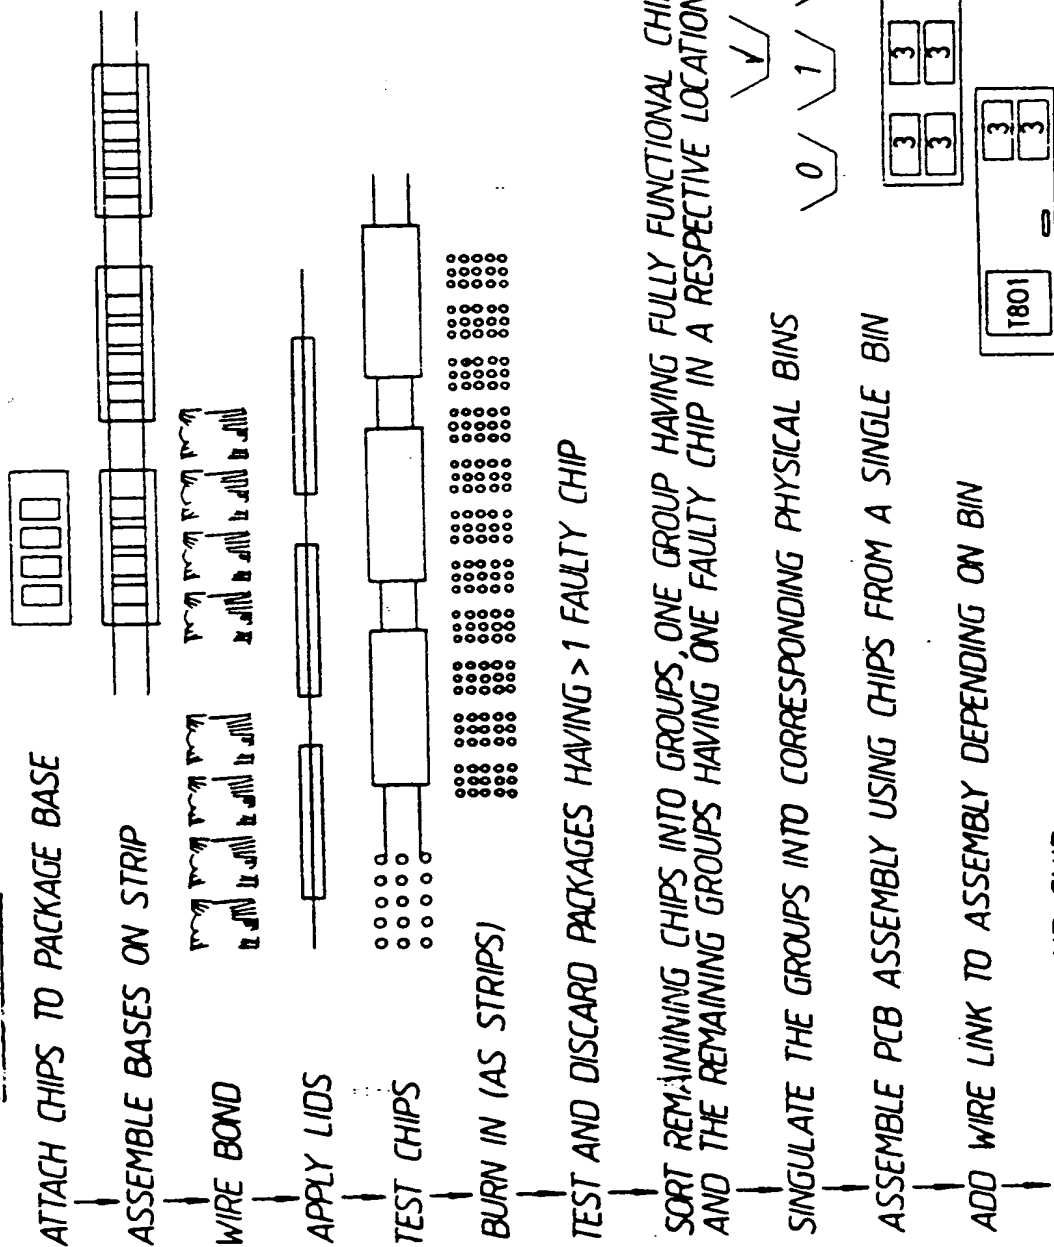 ATTACH CHIPS TO PACKAGE BASE
ASSEMBLE BASES ON STRIP
WIRE BOND
APPLY LIDS
TEST CHIPS
BURN IN (AS STRIPS)
TEST AND DISCARD PACKAGES HAVING > 1 FAULTY CHIP
SORT REMAINING CHIPS INTO GROUPS, ONE GROUP HAVING FULLY FUNCTIONAL
AND THE REMAINING GROUPS HAVING ONE FAULTY CHIP IN A RESPECTIVE
SINGULATE THE GROUPS INTO CORRESPONDING PHYSICAL BINS
0 1
ASSEMBLE PCB ASSEMBLY USING CHIPS FROM A SINGLE BIN
3 3
3 3
ADD WIRE LINK TO ASSEMBLY DEPENDING ON BIN
T801
3
3